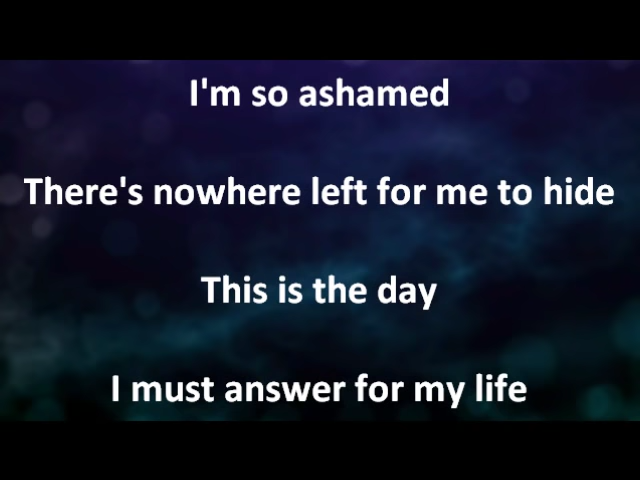 I'm so ashamed
There's nowhere left for me to hide
This is the day
I must answer for my life